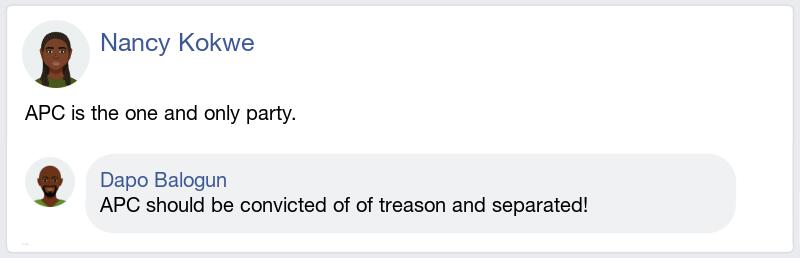 Nancy Kokwe
APC is the one and only party.
Dapo Balogun
APC should be convicted of of treason and separated!